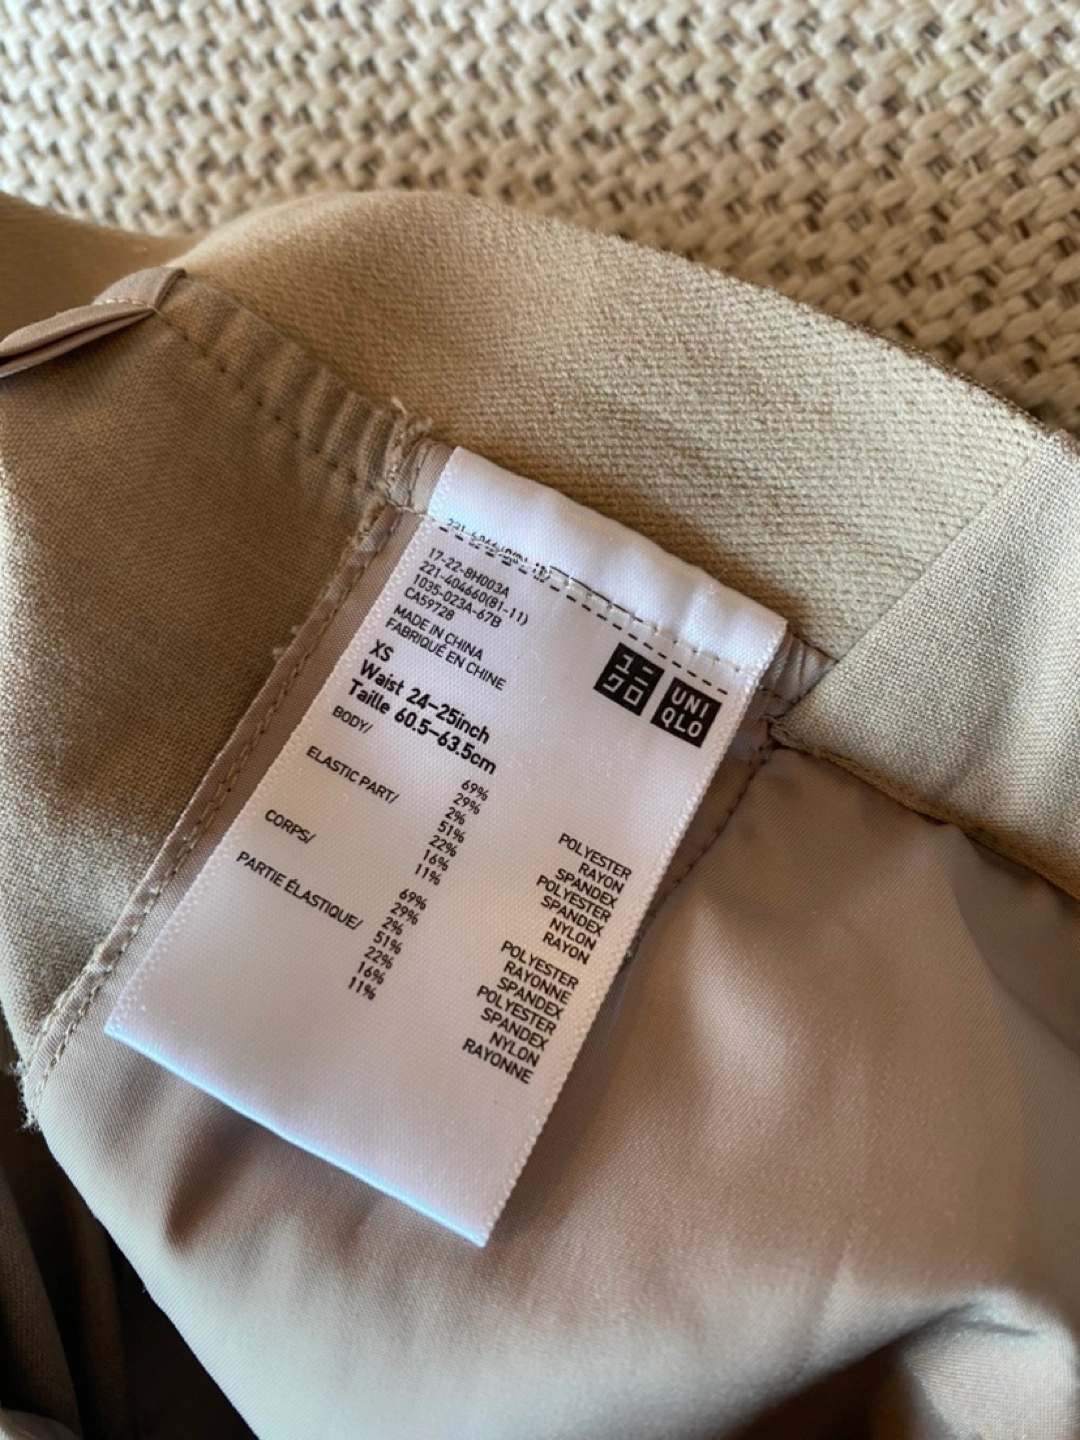 17-22-8H003A
221-404660(81-11)
1035-023A-67B
CA59728
MADE IN CHINA
FABRIQUÉ EN CHINE
ユニ
クロ
UNI
QLO
XS
Waist 24–25inch
Taille 60.5–63.5cm
BODY/
69% POLYESTER
29% RAYON
2% SPANDEX
ELASTIC PART/
51% POLYESTER
22% SPANDEX
16% NYLON
11% RAYON
CORPS/
69% POLYESTER
29% RAYONNE
2% SPANDEX
PARTIE ÉLASTIQUE/
51% POLYESTER
22% SPANDEX
16% NYLON
11% RAYONNE